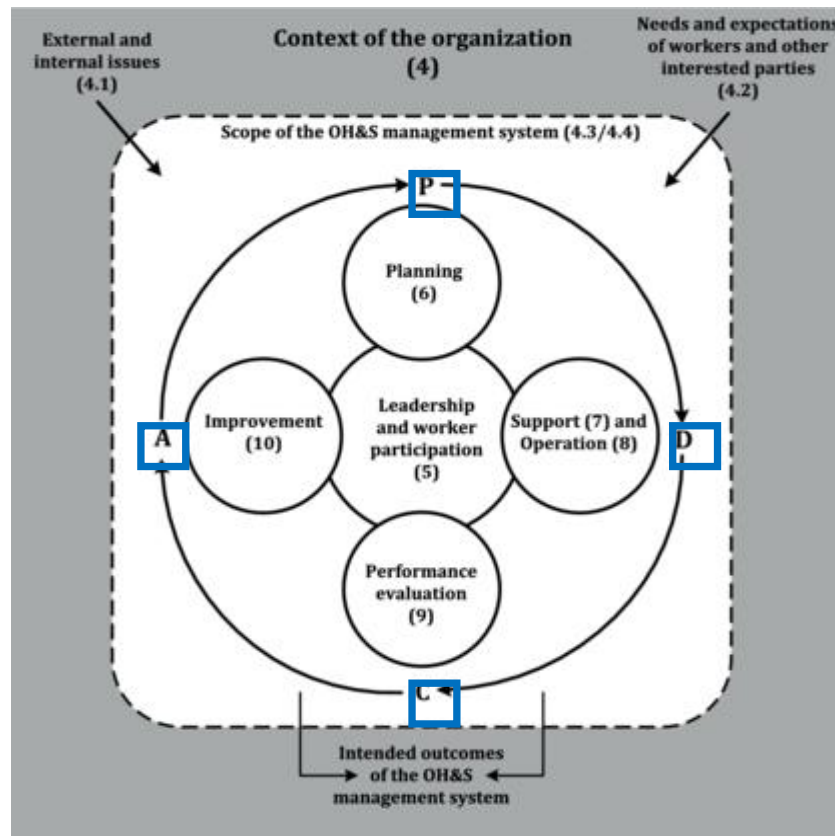 External and
internal issues
(4.1)
Context of the organization
(4)
Needs and expectations
of workers and other
interested parties
(4.2)
Scope of the OH&S management system (4.3/4.4)
P
Planning
(6)
A
Improvement
(10)
Leadership
and worker
participation
(5)
Support (7) and
Operation (8)
D
Performance
evaluation
(9)
C
Intended outcomes
of the OH&S
management system